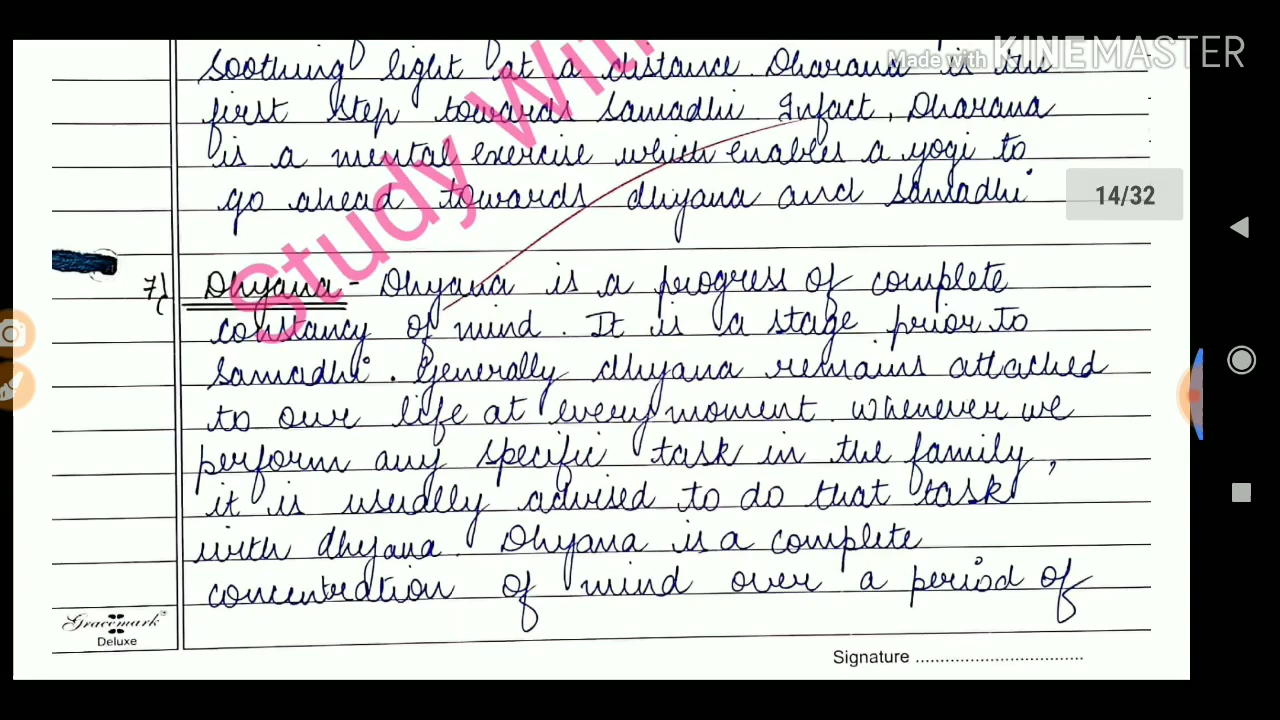 Made with KINEMASTER
soothing light at a distance. Dharana is the
first step towards Samadhi Infact, Dharana
is a mental exercise which enables a yogi to
go ahead towards dhyana and Samadhi
14/32
7) Dhyana - Dhyana is a progress of complete
constancy of mind. It is a stage prior to
Samadhi. Generally dhyana remains attached
to our life at every moment. Whenever we
perform any specific task in the family,
it is usually advised to do that task
with dhyana. Dhyana is a complete
concentration of mind over a period of
Study With
Gracemark
Deluxe
Signature ..................................